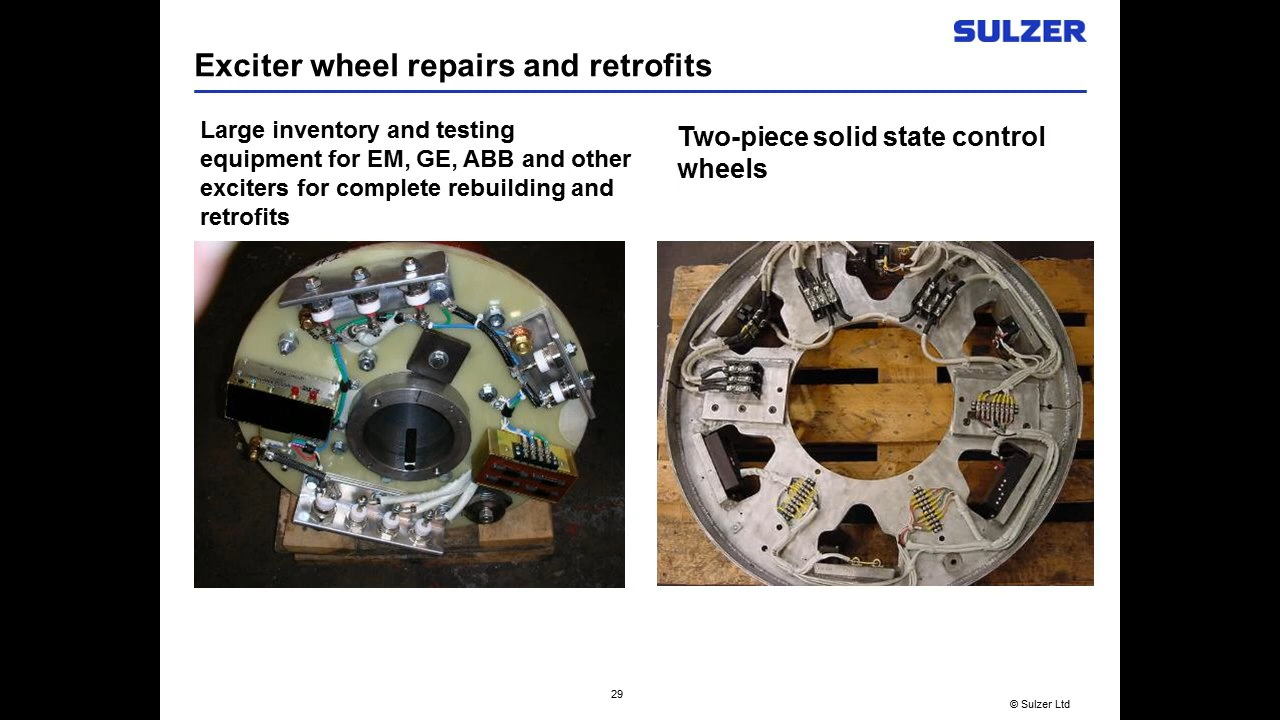 SULZER
Exciter wheel repairs and retrofits
Large inventory and testing
equipment for EM, GE, ABB and other
exciters for complete rebuilding and
retrofits
Two-piece solid state control
wheels
29
© Sulzer Ltd